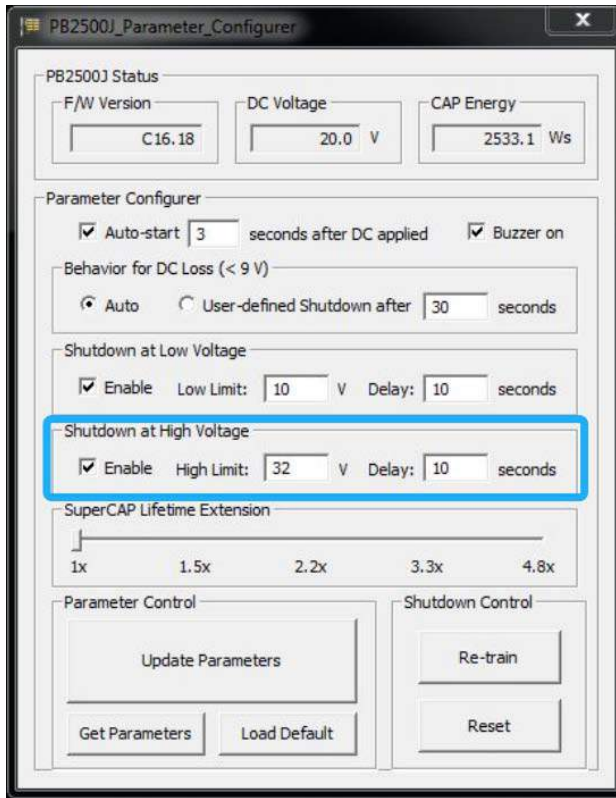 PB2500J_Parameter_Configurer
x
PB2500J Status
F/W Version DC Voltage CAP Energy
C16.18 20.0 V 2533.1 Ws
Parameter Configurer
Auto-start 3 seconds after DC applied Buzzer on
Behavior for DC Loss (< 9 V)
Auto User-defined Shutdown after 30 seconds
Shutdown at Low Voltage
Enable Low Limit: 10 V Delay: 10 seconds
Shutdown at High Voltage
Enable High Limit: 32 V Delay: 10 seconds
SuperCAP Lifetime Extension
1x 1.5x 2.2x 3.3x 4.8x
Parameter Control Shutdown Control
Update Parameters Re-train
Get Parameters Load Default Reset